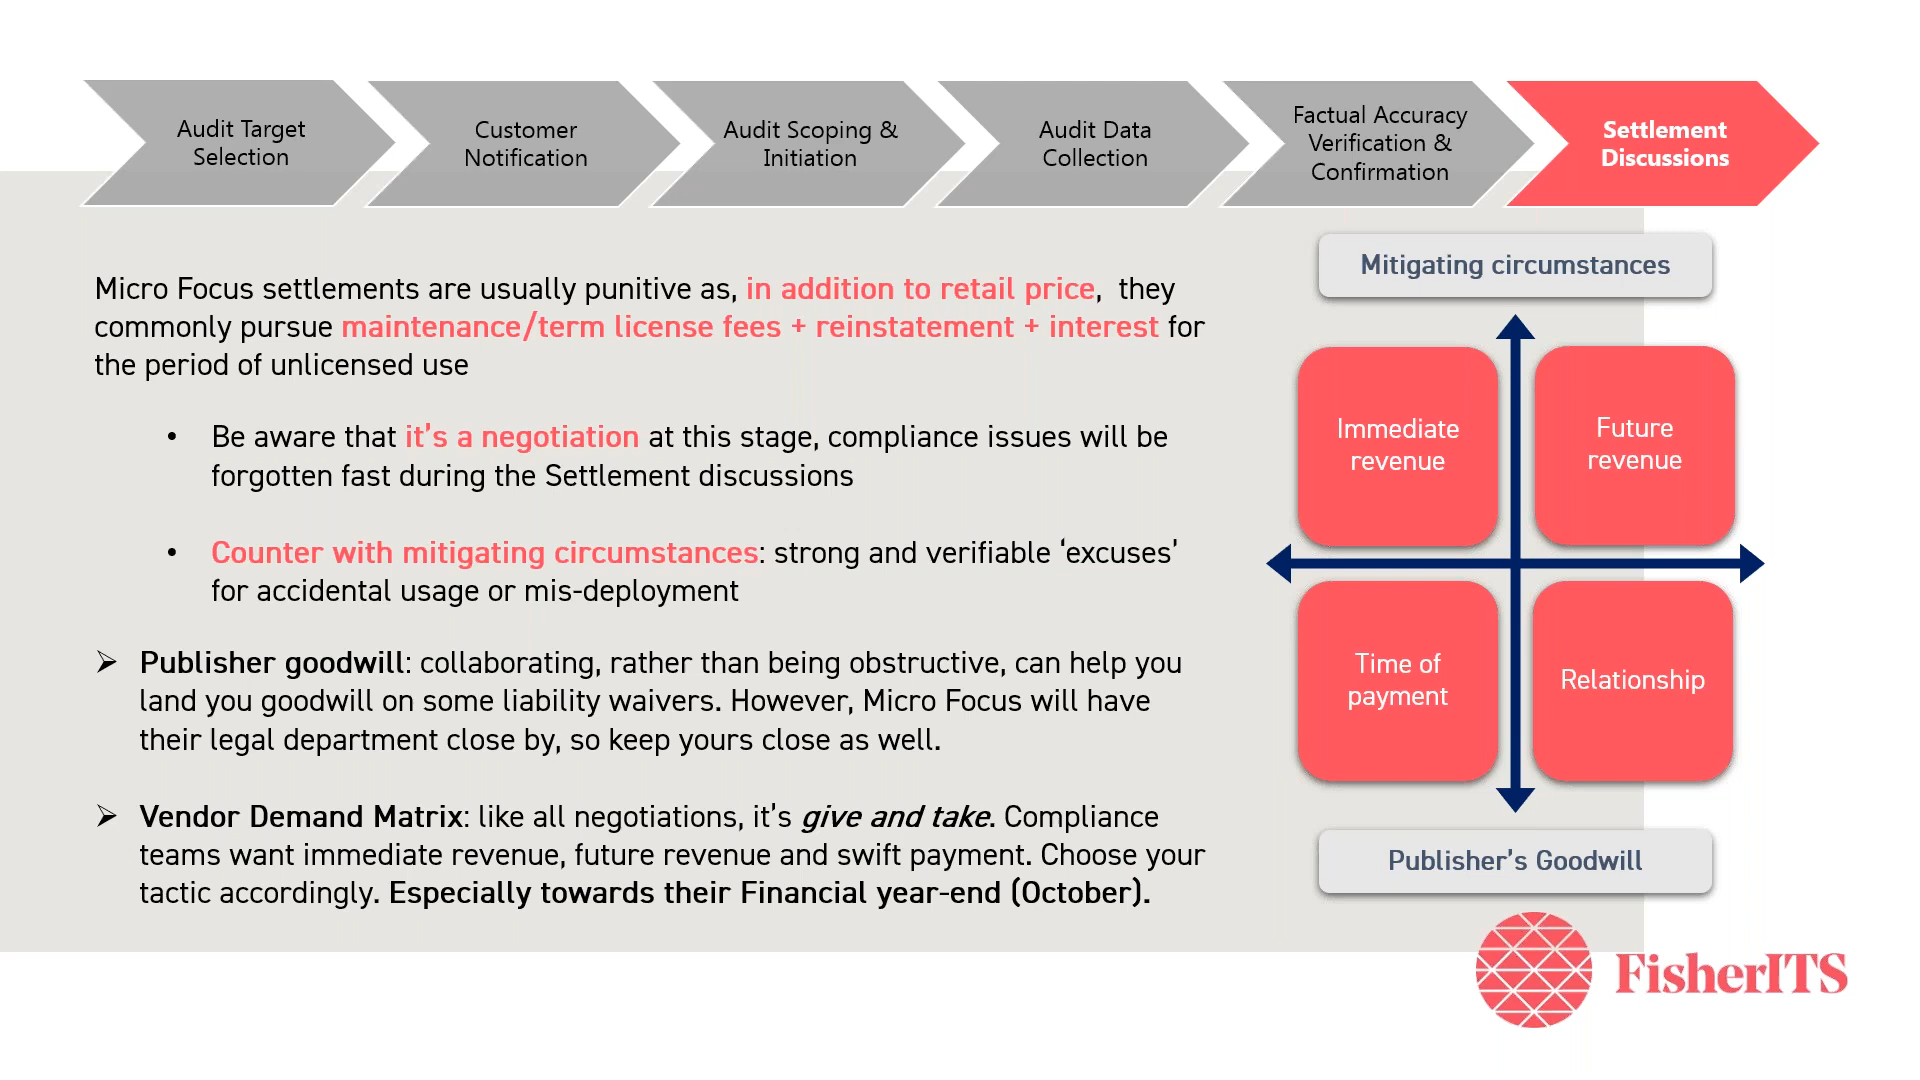 Audit Target
Selection
Customer
Notification
Audit Scoping &
Initiation
Audit Data
Collection
Factual Accuracy
Verification &
Confirmation
Settlement
Discussions
Micro Focus settlements are usually punitive as, in addition to retail price,  they
commonly pursue maintenance/term license fees + reinstatement + interest for
the period of unlicensed use
• Be aware that it’s a negotiation at this stage, compliance issues will be
forgotten fast during the Settlement discussions
• Counter with mitigating circumstances: strong and verifiable ‘excuses’
for accidental usage or mis-deployment
➢ Publisher goodwill: collaborating, rather than being obstructive, can help you
land you goodwill on some liability waivers. However, Micro Focus will have
their legal department close by, so keep yours close as well.
➢ Vendor Demand Matrix: like all negotiations, it’s give and take. Compliance
teams want immediate revenue, future revenue and swift payment. Choose your
tactic accordingly. Especially towards their Financial year-end (October).
Mitigating circumstances
Immediate
revenue
Future
revenue
Time of
payment
Relationship
Publisher’s Goodwill
FisherITS